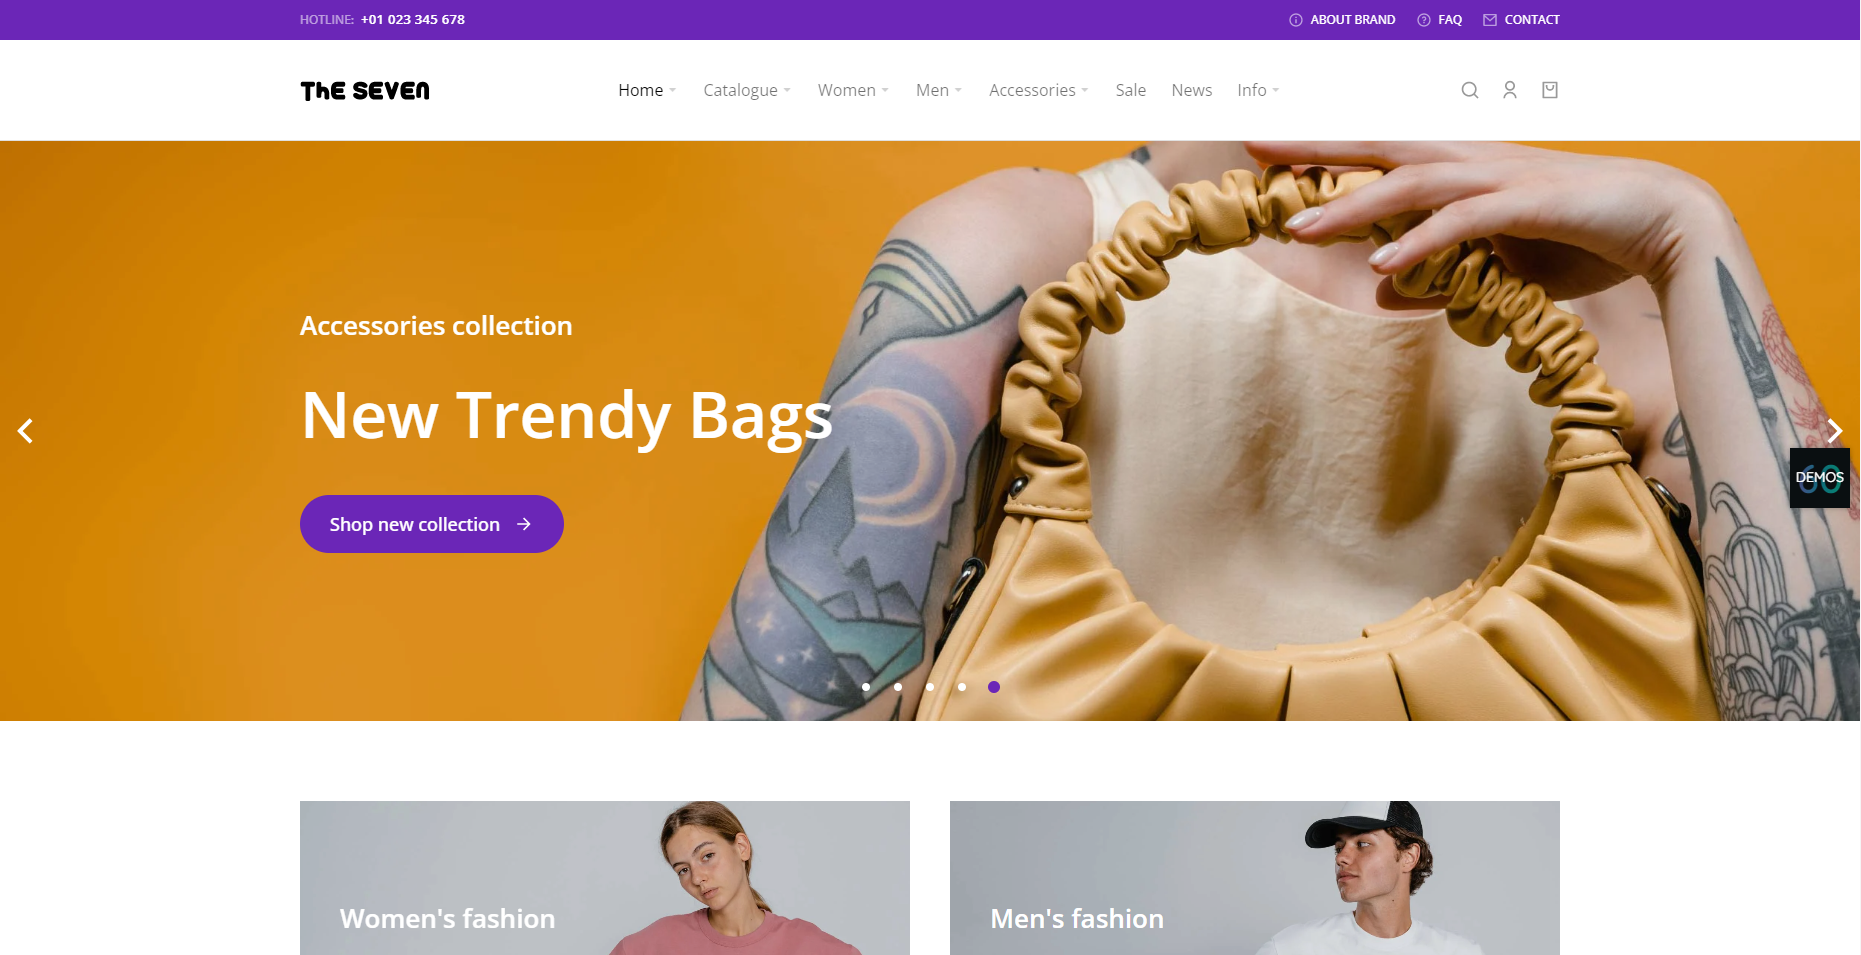 HOTLINE: +01 023 345 678
ABOUT BRAND FAQ CONTACT
THE SEVEN
Home Catalogue Women Men Accessories Sale News Info
Accessories collection
New Trendy Bags
Shop new collection
DEMOS
Women's fashion
Men's fashion